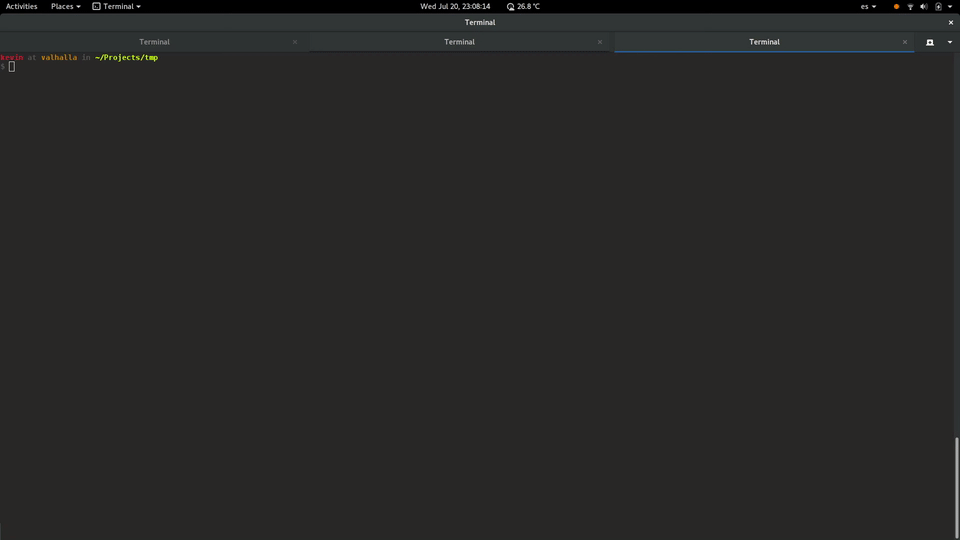 Activities Places Terminal Wed Jul 20, 23:08:14 26.8 °C es
Terminal
Terminal Terminal Terminal
kevin at valhalla in ~/Projects/tmp
$